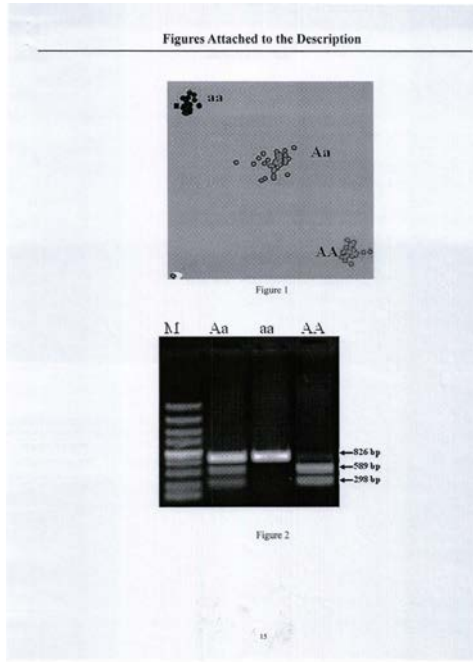 Figures Attached to the Description
aa
Aa
AA
Figure 1
M Aa aa AA
826 bp
589 bp
298 bp
Figure 2
15